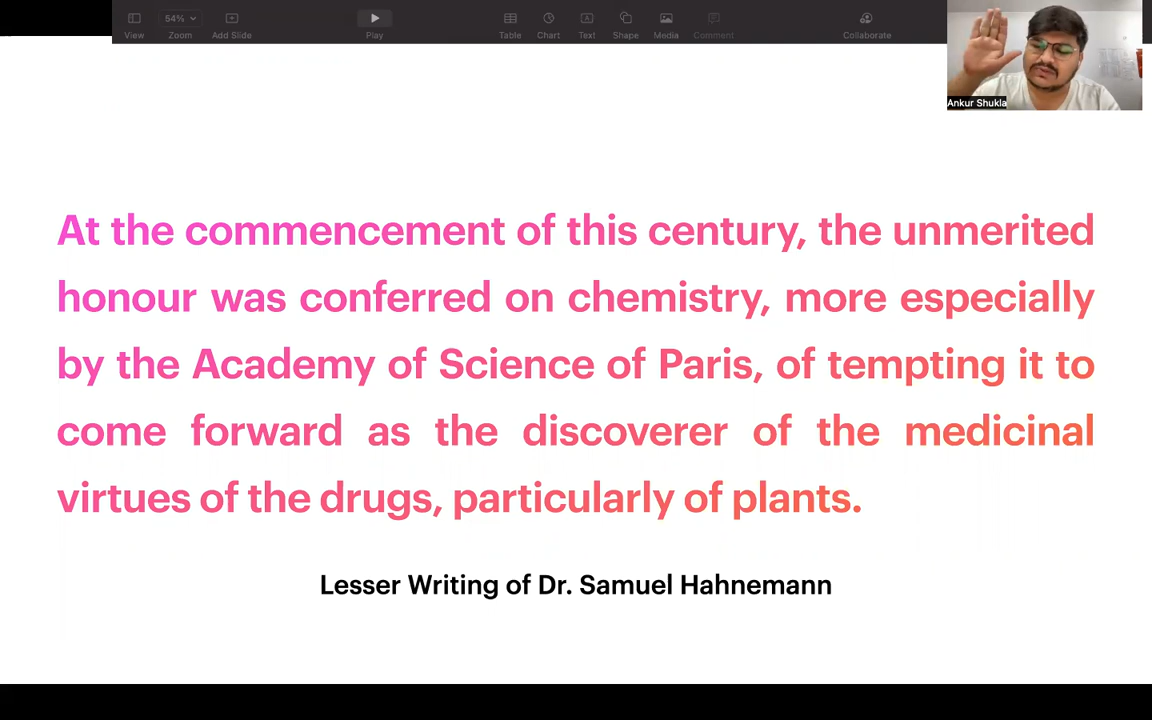 54%
View Zoom Add Slide Play Table Chart Text Shape Media Comment Collaborate
Ankur Shukla
At the commencement of this century, the unmerited
honour was conferred on chemistry, more especially
by the Academy of Science of Paris, of tempting it to
come forward as the discoverer of the medicinal
virtues of the drugs, particularly of plants.
Lesser Writing of Dr. Samuel Hahnemann